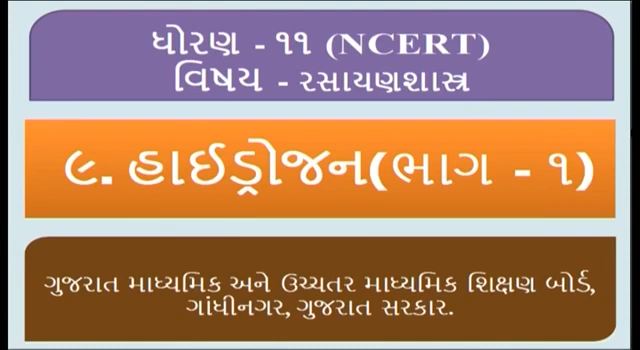 ધોરણ - ૧૧ (NCERT)
વિષય - રસાયણશાસ્ત્ર
૯. હાઈડ્રોજન(ભાગ - ૧)
ગુજરાત માધ્યમિક અને ઉચ્ચતર માધ્યમિક શિક્ષણ બોર્ડ,
ગાંધીનગર, ગુજરાત સરકાર.